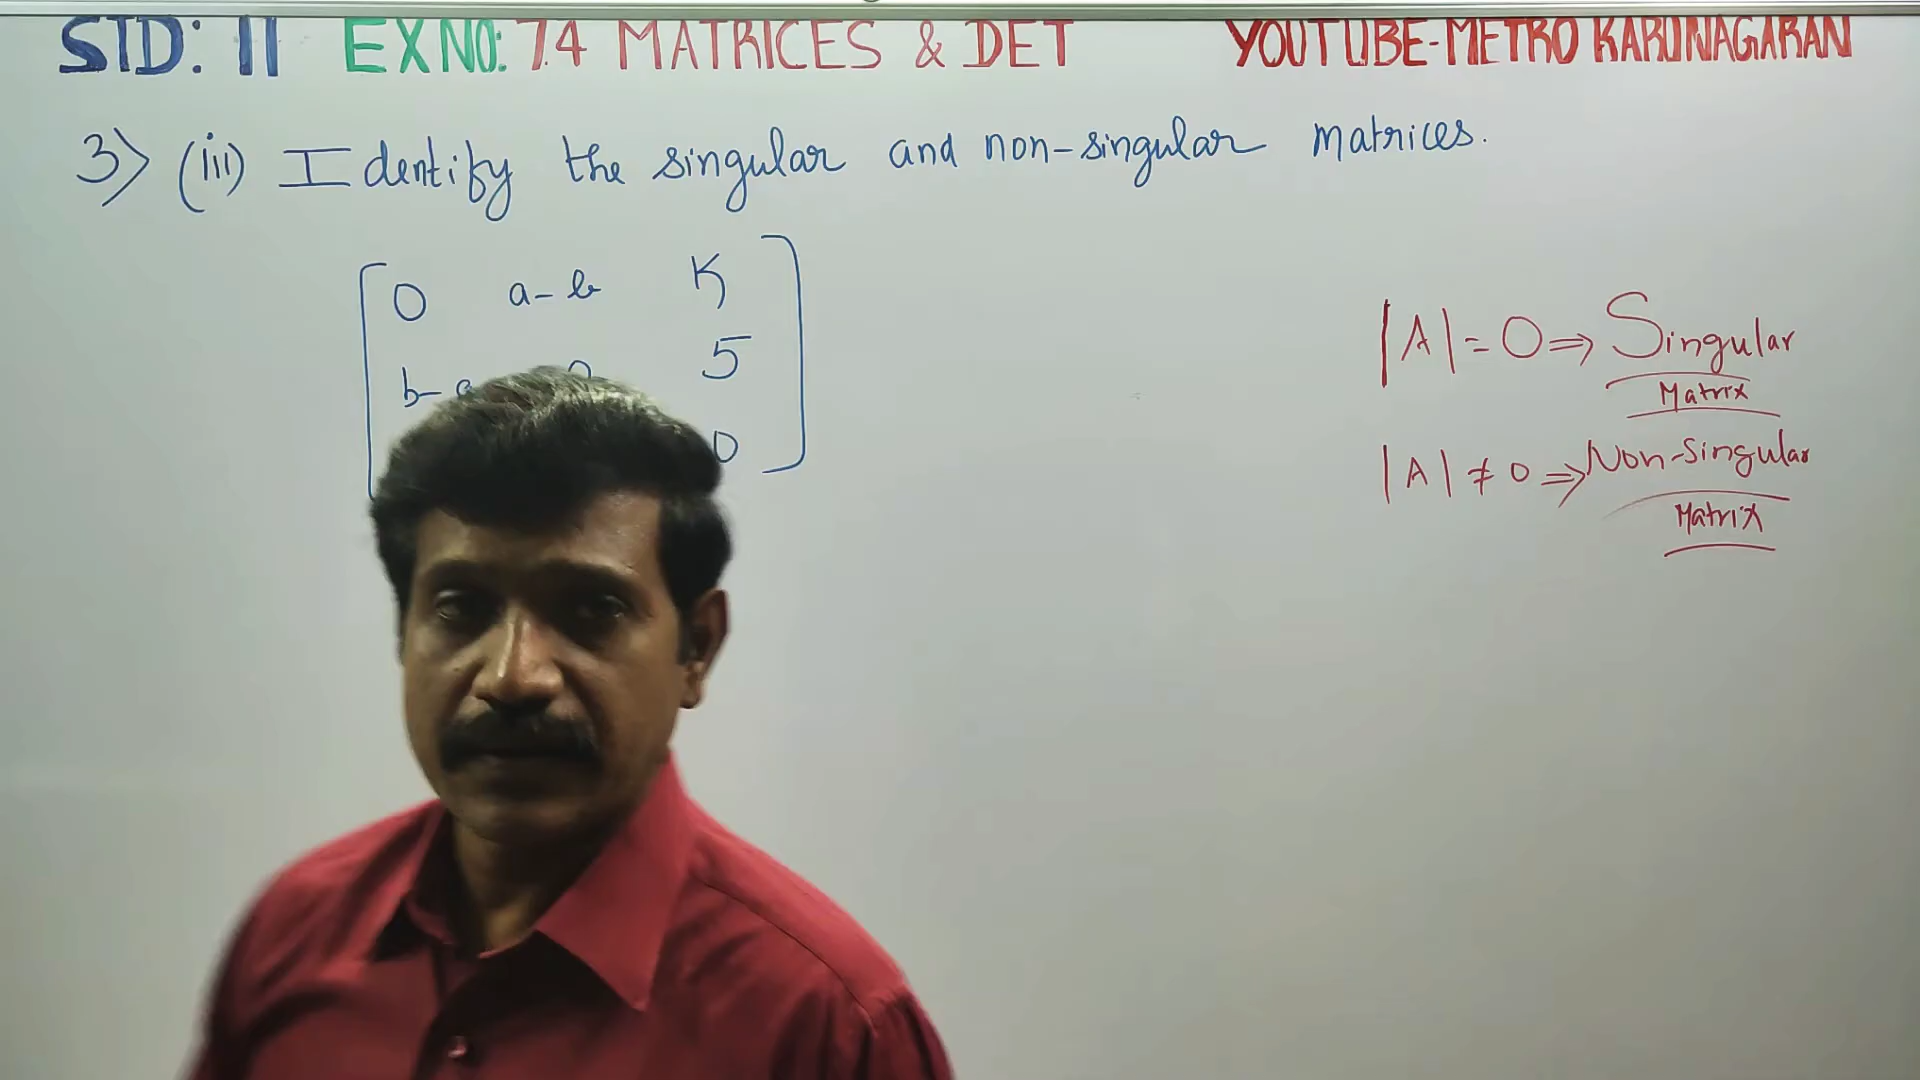 STD: 11 EX NO: 7.4 MATRICES & DET YOUTUBE-METRO KARUNAGARAN
3) (iii) Identify the singular and non-singular matrices.
0 a-b K
b-a 0 5
0
|A| = 0 ⇒ Singular
Matrix
|A| ≠ 0 ⇒ Non-Singular
Matrix